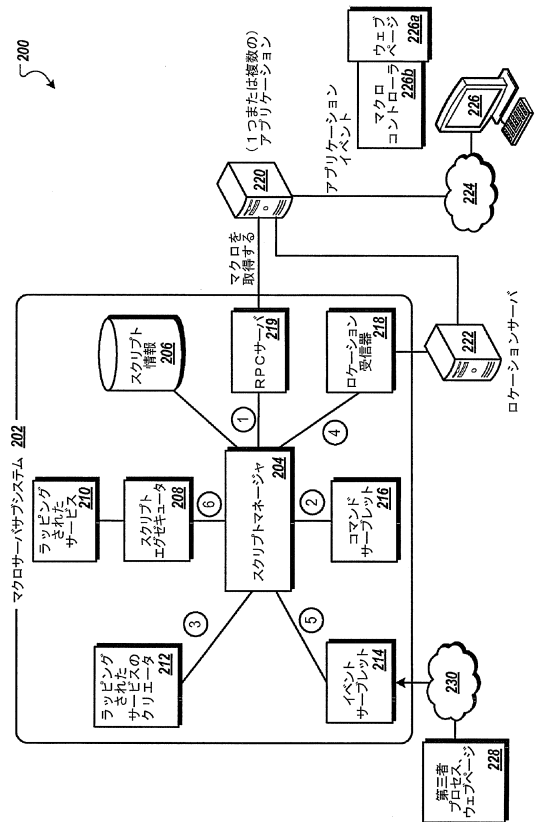 200
マクロサーバサブシステム 202
ラッピング
された
サービス
210
スクリプト
情報
206
スクリプト
エグゼキュータ
208
ラッピング
された
サービスの
クリエータ
212
スクリプトマネージャ
204
RPCサーバ
219
イベント
サーブレット
214
コマンド
サーブレット
216
ロケーション
受信器
218
3
6
1
5
2
4
マクロを
取得する
(1つまたは複数の)
アプリケーション
220
アプリケーション
イベント
ウェブ
ページ
226a
マクロ
コントローラ
226b
226
224
222
ロケーションサーバ
230
第三者
プロセス、
ウェブページ
228